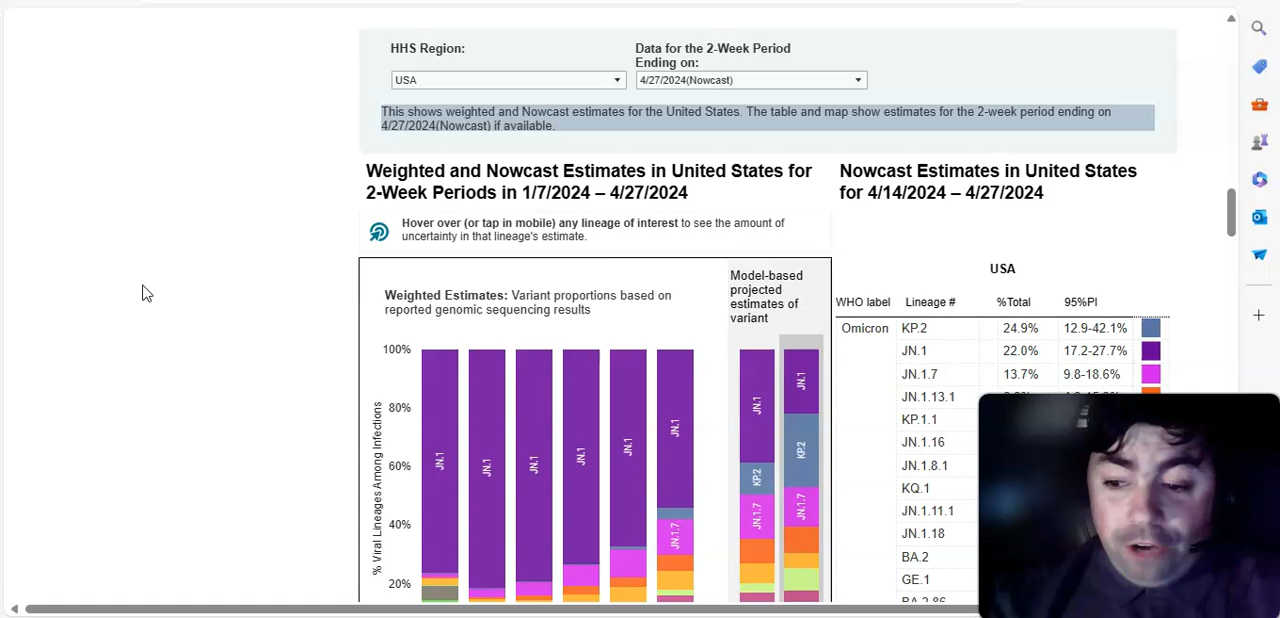 HHS Region:
Data for the 2-Week Period
Ending on:
USA
4/27/2024(Nowcast)
This shows weighted and Nowcast estimates for the United States. The table and map show estimates for the 2-week period ending on
4/27/2024(Nowcast) if available.
Weighted and Nowcast Estimates in United States for
2-Week Periods in 1/7/2024 – 4/27/2024
Nowcast Estimates in United States
for 4/14/2024 – 4/27/2024
Hover over (or tap in mobile) any lineage of interest to see the amount of
uncertainty in that lineage's estimate.
Weighted Estimates: Variant proportions based on
reported genomic sequencing results
Model-based
projected
estimates of
variant
% Viral Lineages Among Infections
100%
80%
60%
40%
20%
JN.1
JN.1
JN.1
JN.1
JN.1
JN.1
JN.1.7
JN.1
KP.2
JN.1.7
JN.1
KP.2
JN.1.7
USA
WHO label Lineage # %Total 95%PI
Omicron KP.2 24.9% 12.9-42.1%
JN.1 22.0% 17.2-27.7%
JN.1.7 13.7% 9.8-18.6%
JN.1.13.1
KP.1.1
JN.1.16
JN.1.8.1
KQ.1
JN.1.11.1
JN.1.18
BA.2
GE.1
BA.2.86